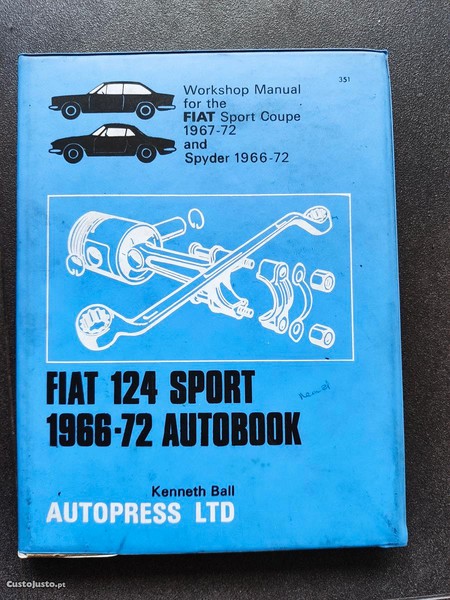 351
Workshop Manual
for the
FIAT Sport Coupe
1967-72
and
Spyder 1966-72
FIAT 124 SPORT
1966-72 AUTOBOOK
Kenneth Ball
AUTOPRESS LTD
CustoJusto.pt